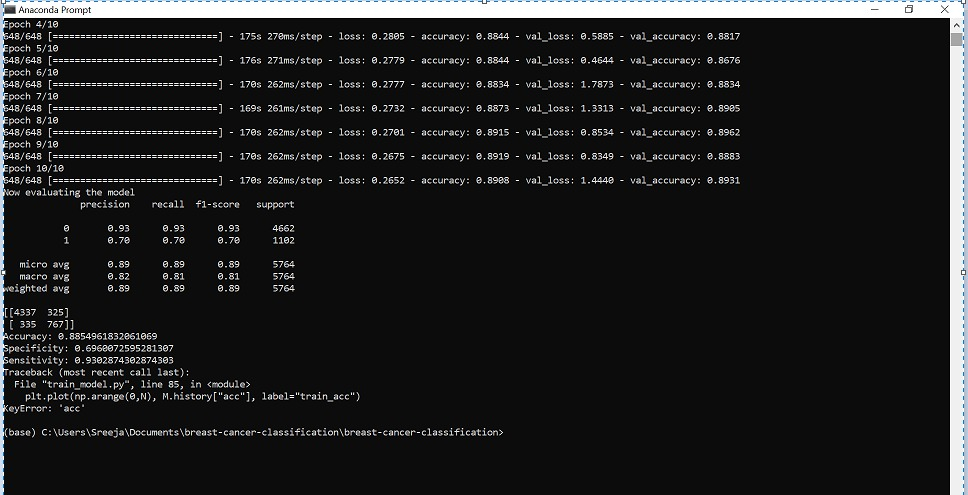 Anaconda Prompt
Epoch 4/10
648/648 [==============================] - 175s 270ms/step - loss: 0.2805 - accuracy: 0.8844 - val_loss: 0.5885 - val_accuracy: 0.8817
Epoch 5/10
648/648 [==============================] - 176s 271ms/step - loss: 0.2779 - accuracy: 0.8844 - val_loss: 0.4644 - val_accuracy: 0.8676
Epoch 6/10
648/648 [==============================] - 170s 262ms/step - loss: 0.2777 - accuracy: 0.8834 - val_loss: 1.7873 - val_accuracy: 0.8834
Epoch 7/10
648/648 [==============================] - 169s 261ms/step - loss: 0.2732 - accuracy: 0.8873 - val_loss: 1.3313 - val_accuracy: 0.8905
Epoch 8/10
648/648 [==============================] - 170s 262ms/step - loss: 0.2701 - accuracy: 0.8915 - val_loss: 0.8534 - val_accuracy: 0.8962
Epoch 9/10
648/648 [==============================] - 170s 262ms/step - loss: 0.2675 - accuracy: 0.8919 - val_loss: 0.8349 - val_accuracy: 0.8883
Epoch 10/10
648/648 [==============================] - 170s 262ms/step - loss: 0.2652 - accuracy: 0.8908 - val_loss: 1.4440 - val_accuracy: 0.8931
Now evaluating the model
precision recall f1-score support
0 0.93 0.93 0.93 4662
1 0.70 0.70 0.70 1102
micro avg 0.89 0.89 0.89 5764
macro avg 0.82 0.81 0.81 5764
weighted avg 0.89 0.89 0.89 5764
[[4337 325]
[ 335 767]]
Accuracy: 0.8854961832061069
Specificity: 0.6960072595281307
Sensitivity: 0.9302874302874303
Traceback (most recent call last):
File "train_model.py", line 85, in <module>
plt.plot(np.arange(0,N), M.history["acc"], label="train_acc")
KeyError: 'acc'
(base) C:\Users\Sreeja\Documents\breast-cancer-classification\breast-cancer-classification>